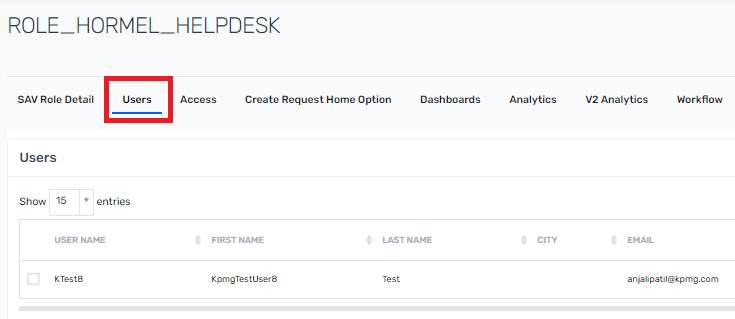 ROLE_HORMEL_HELPDESK
SAV Role Detail Users Access Create Request Home Option Dashboards Analytics V2 Analytics Workflow
Users
Show 15 entries
USER NAME FIRST NAME LAST NAME CITY EMAIL
KTest8 KpmgTestUser8 Test anjalipatil@kpmg.com